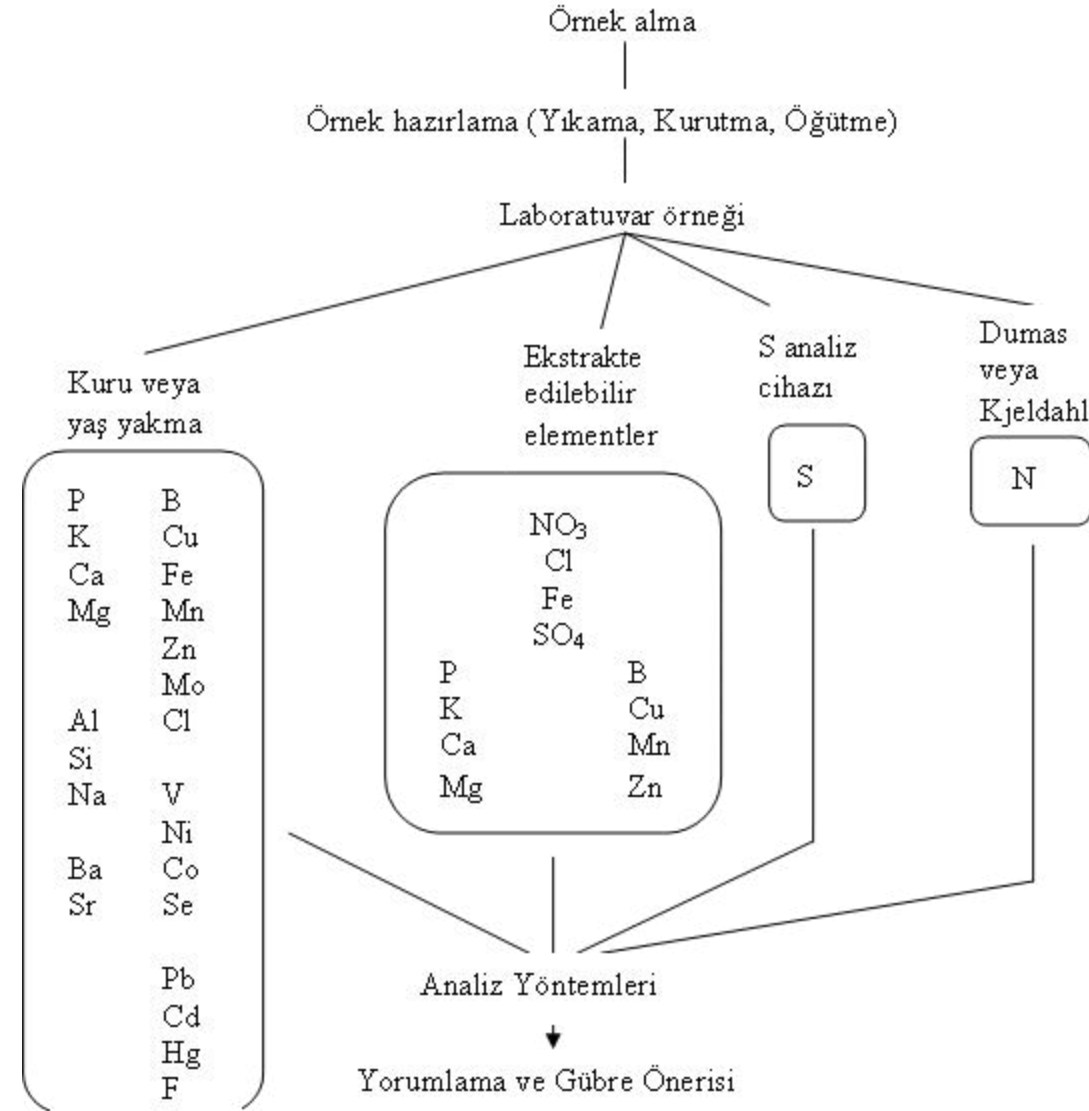 Örnek alma
Örnek hazırlama (Yıkama, Kurutma, Öğütme)
Laboratuvar örneği
Kuru veya
yaş yakma
P B
K Cu
Ca Fe
Mg Mn
Zn
Mo
Al Cl
Si
Na V
Ni
Ba Co
Sr Se
Pb
Cd
Hg
F
Ekstrakte
edilebilir
elementler
NO₃
Cl
Fe
SO₄
P B
K Cu
Ca Mn
Mg Zn
S analiz
cihazı
S
Dumas
veya
Kjeldahl
N
Analiz Yöntemleri
Yorumlama ve Gübre Önerisi